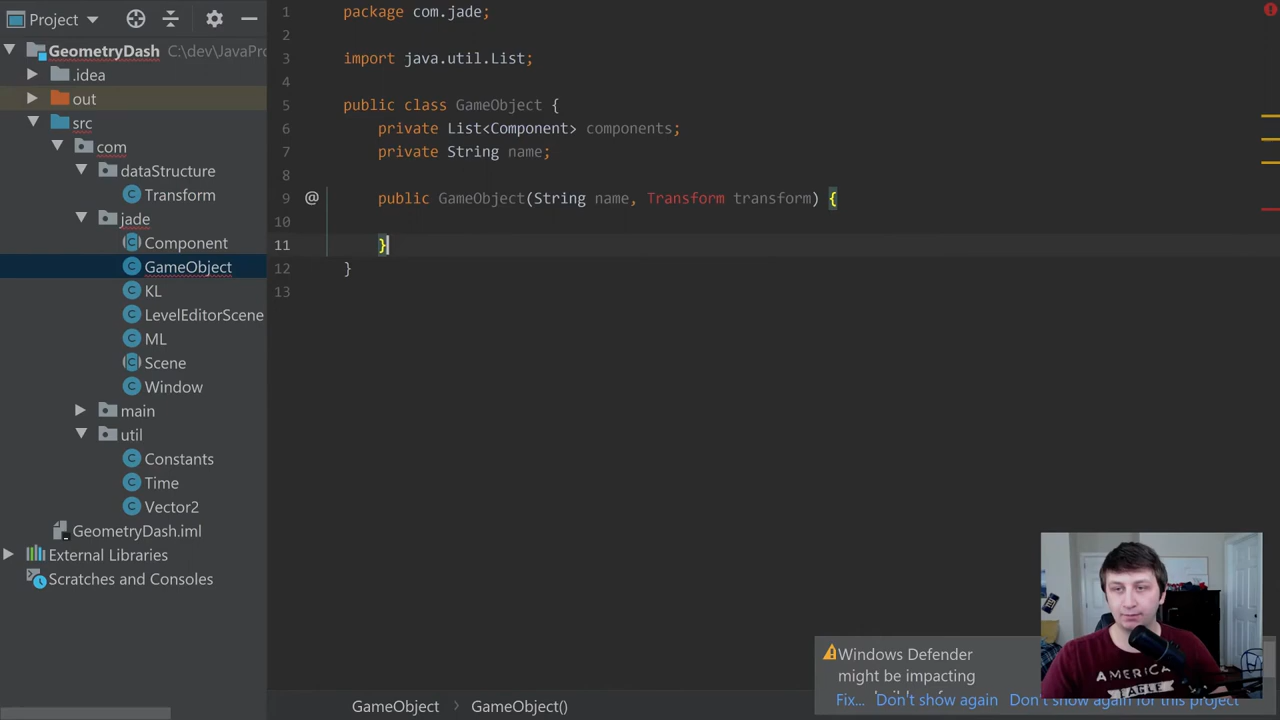 Project
GeometryDash C:\dev\JavaPro
.idea
out
src
com
dataStructure
Transform
jade
Component
GameObject
KL
LevelEditorScene
ML
Scene
Window
main
util
Constants
Time
Vector2
GeometryDash.iml
External Libraries
Scratches and Consoles
1 package com.jade;
2
3 import java.util.List;
4
5 public class GameObject {
6 private List<Component> components;
7 private String name;
8
9 @ public GameObject(String name, Transform transform) {
10
11 }
12 }
13
GameObject > GameObject()
Windows Defender
might be impacting
Fix... Don't show again Don't show again for this project
AMERICA
EAGLE